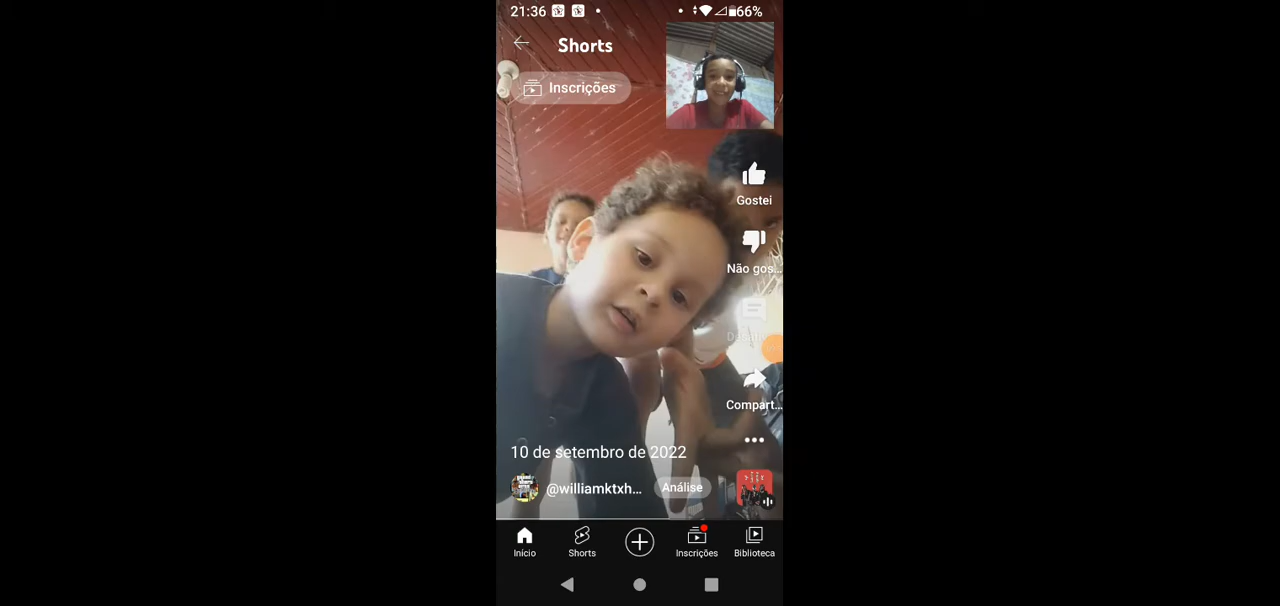 21:36
66%
Shorts
Inscrições
Gostei
Não gos...
Compart...
10 de setembro de 2022
@williamktxh...
Análise
Início
Shorts
Inscrições
Biblioteca